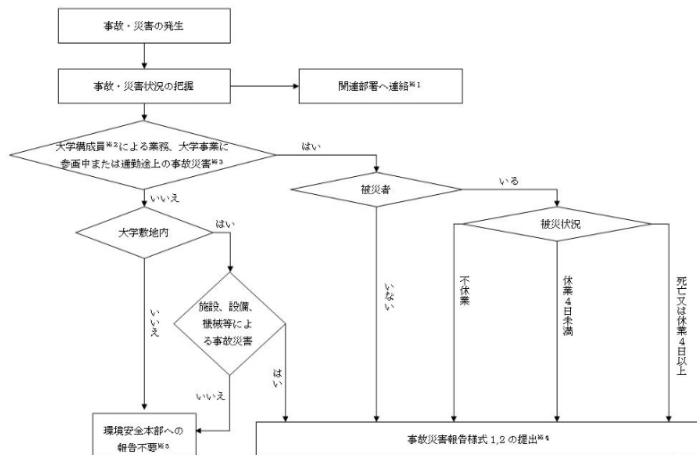 事故・災害の発生
事故・災害状況の把握
関連部署へ連絡※1
大学構成員※2による業務、大学事業に
参画中または通勤途上の事故災害※3
はい
いいえ
被災者
いる
大学敷地内
はい
被災状況
いいえ
施設、設備、
機械等によ
る事故災害
いない
不休業
休業4日未満
死亡又は休業4日以上
はい
いいえ
環境安全本部への
報告不要※5
事故災害報告様式 1,2 の提出※4